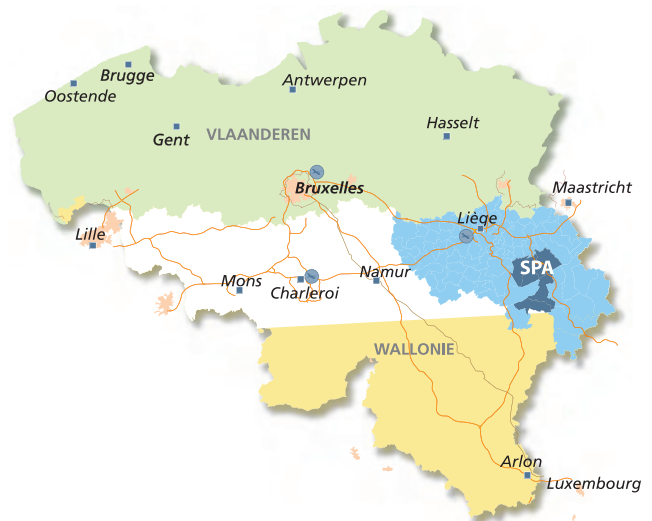 Brugge
Oostende
Antwerpen
Gent
VLAANDEREN
Hasselt
Bruxelles
Maastricht
Liège
Lille
SPA
Mons
Charleroi
Namur
WALLONIE
Arlon
Luxembourg